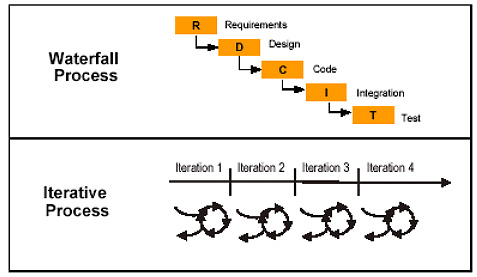 Waterfall
Process
R Requirements
D Design
C Code
I Integration
T Test
Iterative
Process
Iteration 1 Iteration 2 Iteration 3 Iteration 4